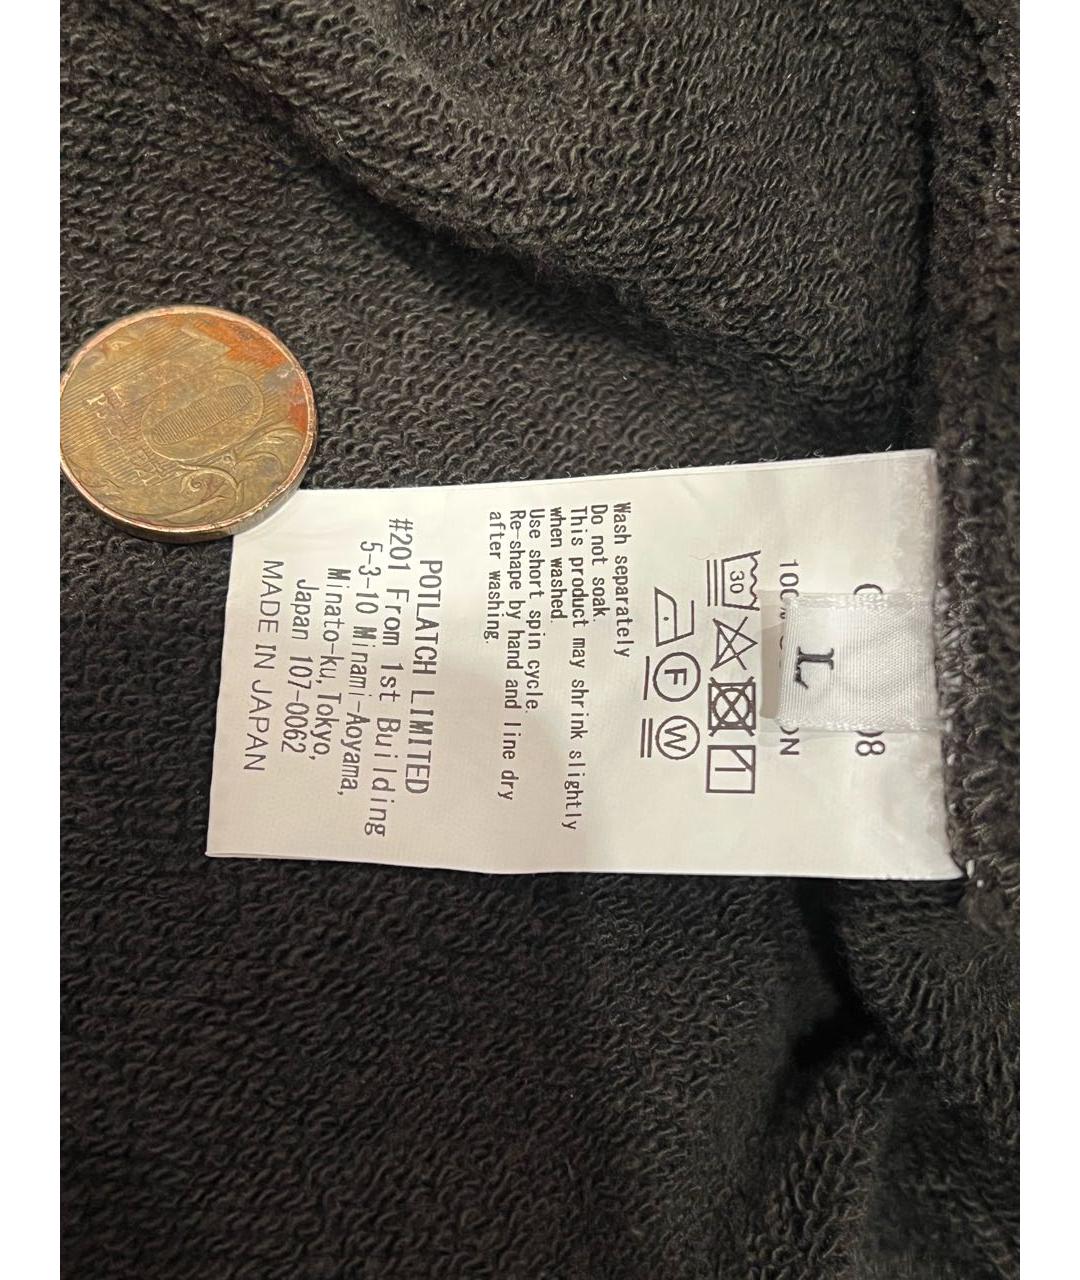 L
100%
30
F
W
Wash separately
Do not soak.
This product may shrink slightly
when washed.
Use short spin cycle.
Re-shape by hand and line dry
after washing.
POTLATCH LIMITED
#201 From 1st Building
5-3-10 Minami-Aoyama,
Minato-ku, Tokyo,
Japan 107-0062
MADE IN JAPAN
10